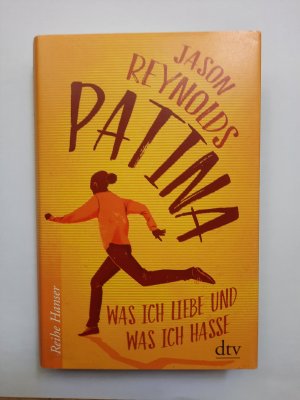 JASON
REYNOLDS
PATINA
WAS ICH LIEBE UND
WAS ICH HASSE
Reihe Hanser
dtv